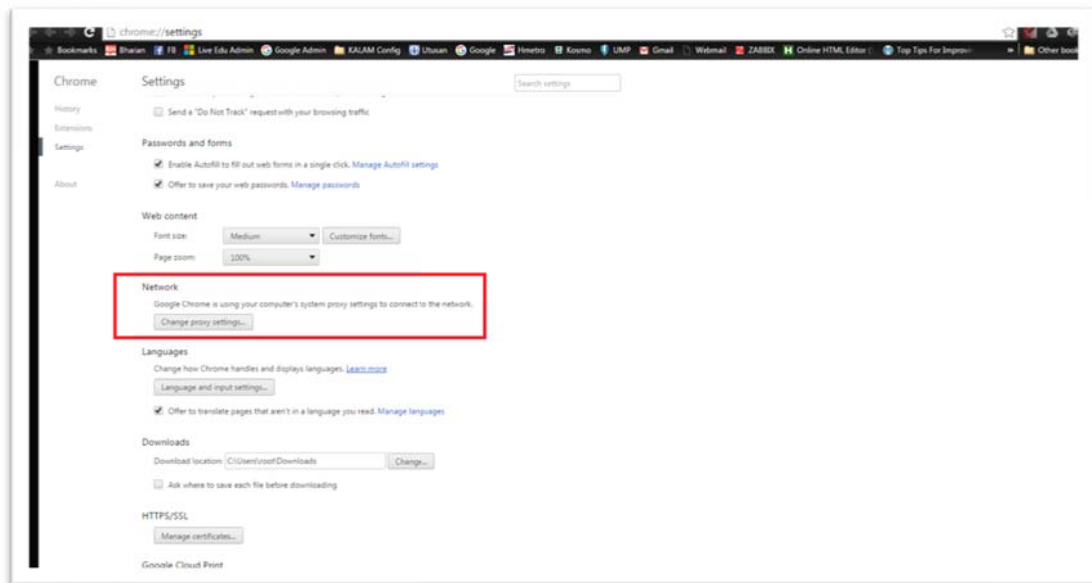 chrome://settings
Bookmarks Bharian FB Live Edu Admin Google Admin KALAM Config Utusan Google Hmetro Kosmo UMP Gmail Webmail ZABBIX Online HTML Editor Top Tips For Improvi » Other book
Chrome
Settings
Search settings
History
Send a "Do Not Track" request with your browsing traffic
Extensions
Settings
Passwords and forms
Enable Autofill to fill out web forms in a single click. Manage Autofill settings
About
Offer to save your web passwords. Manage passwords
Web content
Font size: Medium Customize fonts...
Page zoom: 100%
Network
Google Chrome is using your computer's system proxy settings to connect to the network.
Change proxy settings...
Languages
Change how Chrome handles and displays languages. Learn more
Language and input settings...
Offer to translate pages that aren't in a language you read. Manage languages
Downloads
Download location: C:\Users\root\Downloads Change...
Ask where to save each file before downloading
HTTPS/SSL
Manage certificates...
Google Cloud Print